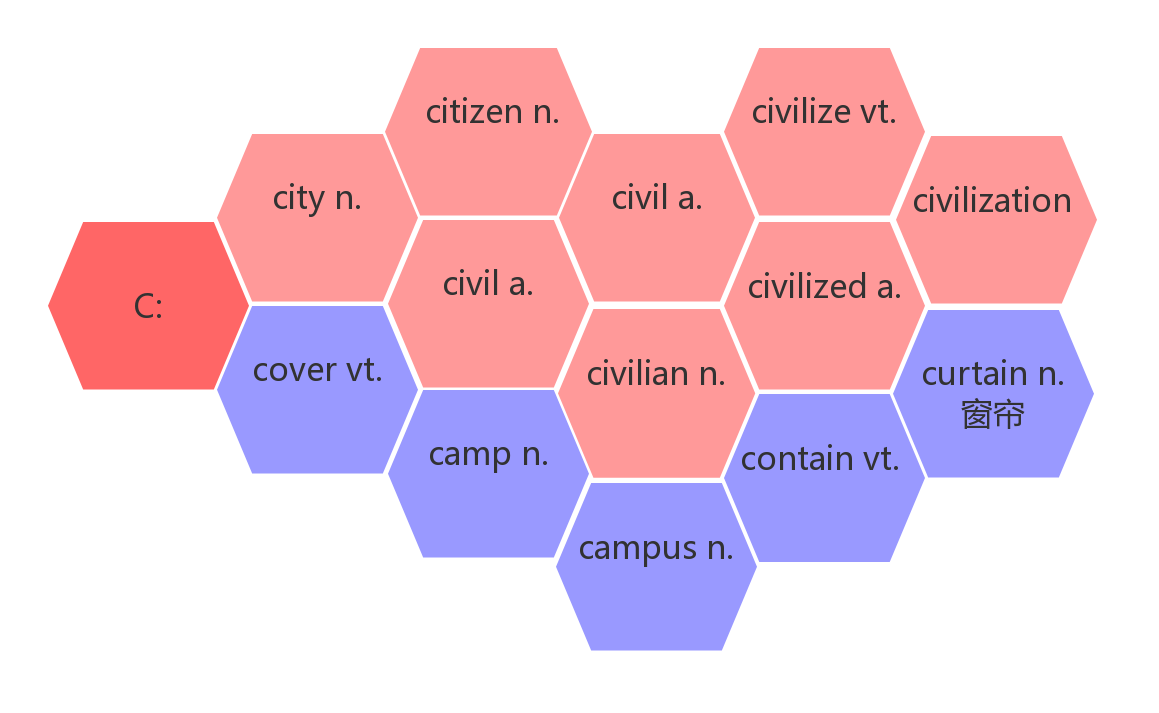 C:
city n.
cover vt.
citizen n.
civil a.
camp n.
civil a.
civilian n.
campus n.
civilize vt.
civilized a.
contain vt.
civilization
curtain n.
窗帘